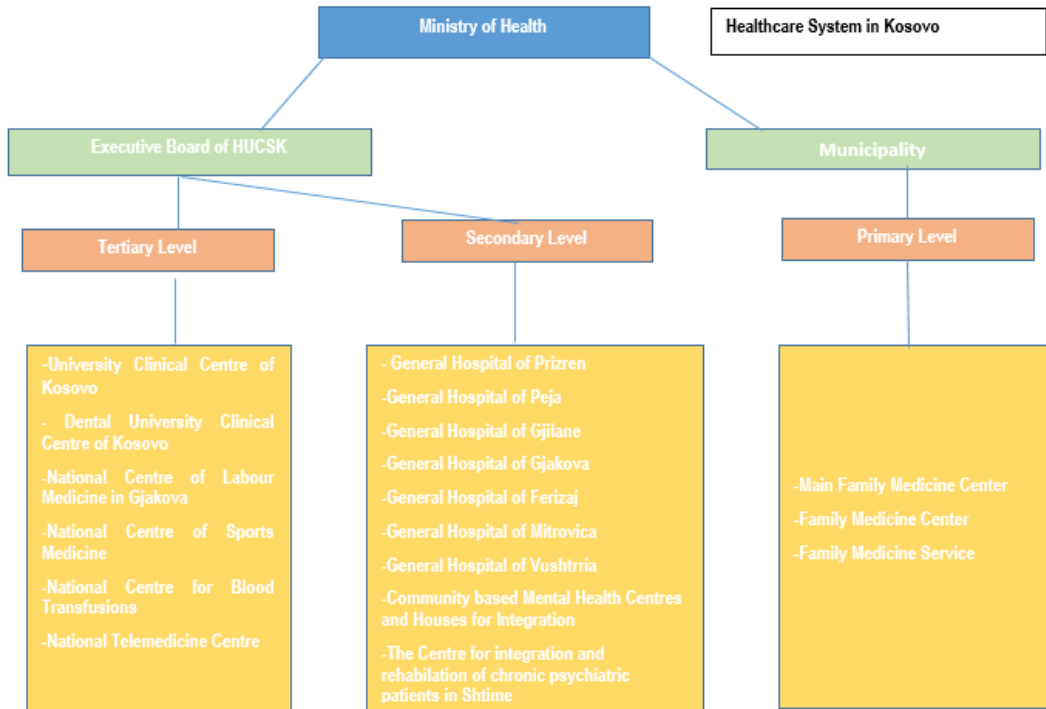 Ministry of Health
Healthcare System in Kosovo
Executive Board of HUCSK
Municipality
Tertiary Level
Secondary Level
Primary Level
-University Clinical Centre of
Kosovo
- Dental University Clinical
Centre of Kosovo
-National Centre of Labour
Medicine in Gjakova
-National Centre of Sports
Medicine
-National Centre for Blood
Transfusions
-National Telemedicine Centre
- General Hospital of Prizren
-General Hospital of Peja
-General Hospital of Gjilane
-General Hospital of Gjakova
-General Hospital of Ferizaj
-General Hospital of Mitrovica
-General Hospital of Vushtrria
-Community based Mental Health Centres
and Houses for Integration
-The Centre for integration and
rehabilation of chronic psychiatric
patients in Shtime
-Main Family Medicine Center
-Family Medicine Center
-Family Medicine Service